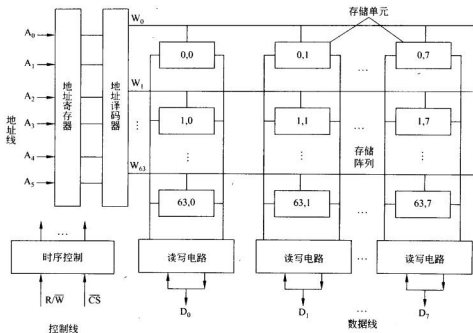 存储单元
W₀
A₀
0,0
0,1
0,7
A₁
…
W₁
地址线
A₂
地址寄存器
地址译码器
1,0
1,1
1,7
A₃
⋮
⋮
⋮
存储阵列
⋮
A₄
W₆₃
A₅
63,0
63,1
63,7
…
…
时序控制
读写电路
读写电路
…
读写电路
R/W̅
C̅S̅
D₀
D₁
…
D₇
控制线
数据线